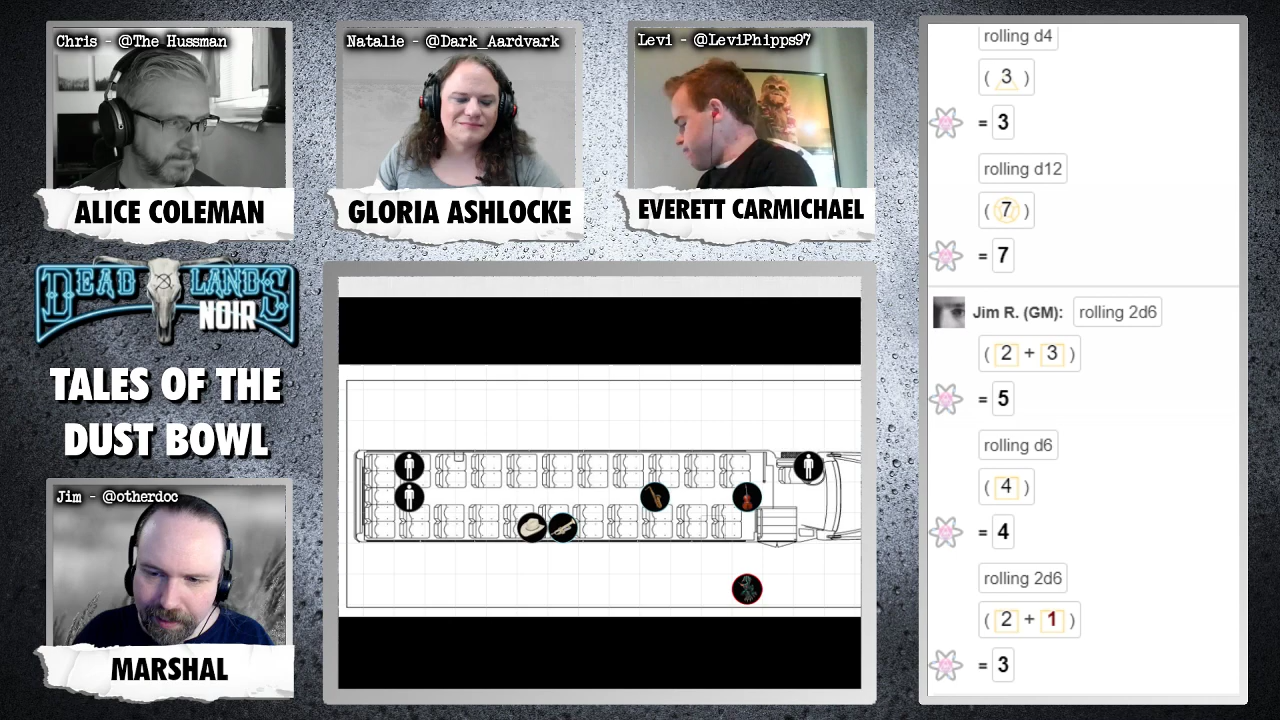 Chris - @The Hussman
ALICE COLEMAN
Natalie - @Dark_Aardvark
GLORIA ASHLOCKE
Levi - @LeviPhipps97
EVERETT CARMICHAEL
DEAD LANDS
NOIR
TALES OF THE
DUST BOWL
Jim - @otherdoc
MARSHAL
rolling d4
( 3 )
= 3
rolling d12
( 7 )
= 7
Jim R. (GM): rolling 2d6
( 2 + 3 )
= 5
rolling d6
( 4 )
= 4
rolling 2d6
( 2 + 1 )
= 3